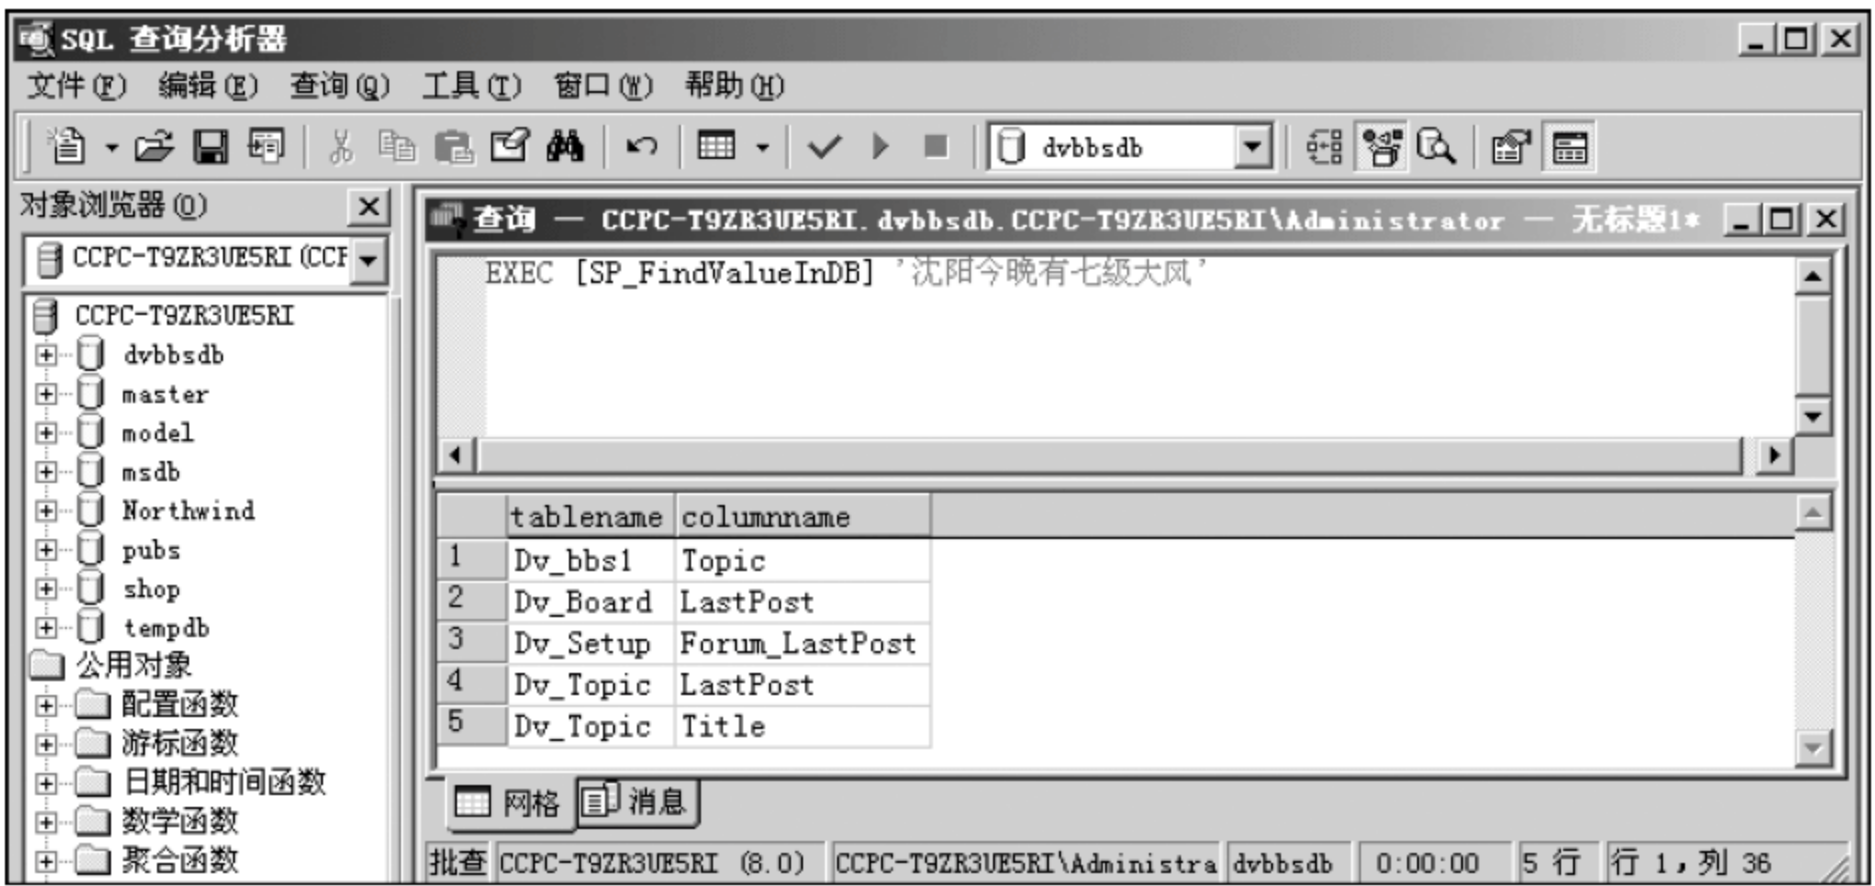 SQL 查询分析器
文件(F) 编辑(E) 查询(Q) 工具(T) 窗口(W) 帮助(H)
dvbbsdb
对象浏览器(O)
CCPC-T9ZR3UE5RI (CCF
CCPC-T9ZR3UE5RI
dvbbsdb
master
model
msdb
Northwind
pubs
shop
tempdb
公用对象
配置函数
游标函数
日期和时间函数
数学函数
聚合函数
查询 — CCPC-T9ZR3UE5RI.dvbbsdb.CCPC-T9ZR3UE5RI\Administrator — 无标题1*
EXEC [SP_FindValueInDB] '沈阳今晚有七级大风'
tablename columnname
1 Dv_bbs1 Topic
2 Dv_Board LastPost
3 Dv_Setup Forum_LastPost
4 Dv_Topic LastPost
5 Dv_Topic Title
网格 消息
批查 CCPC-T9ZR3UE5RI (8.0) CCPC-T9ZR3UE5RI\Administra dvbbsdb 0:00:00 5 行 行 1，列 36